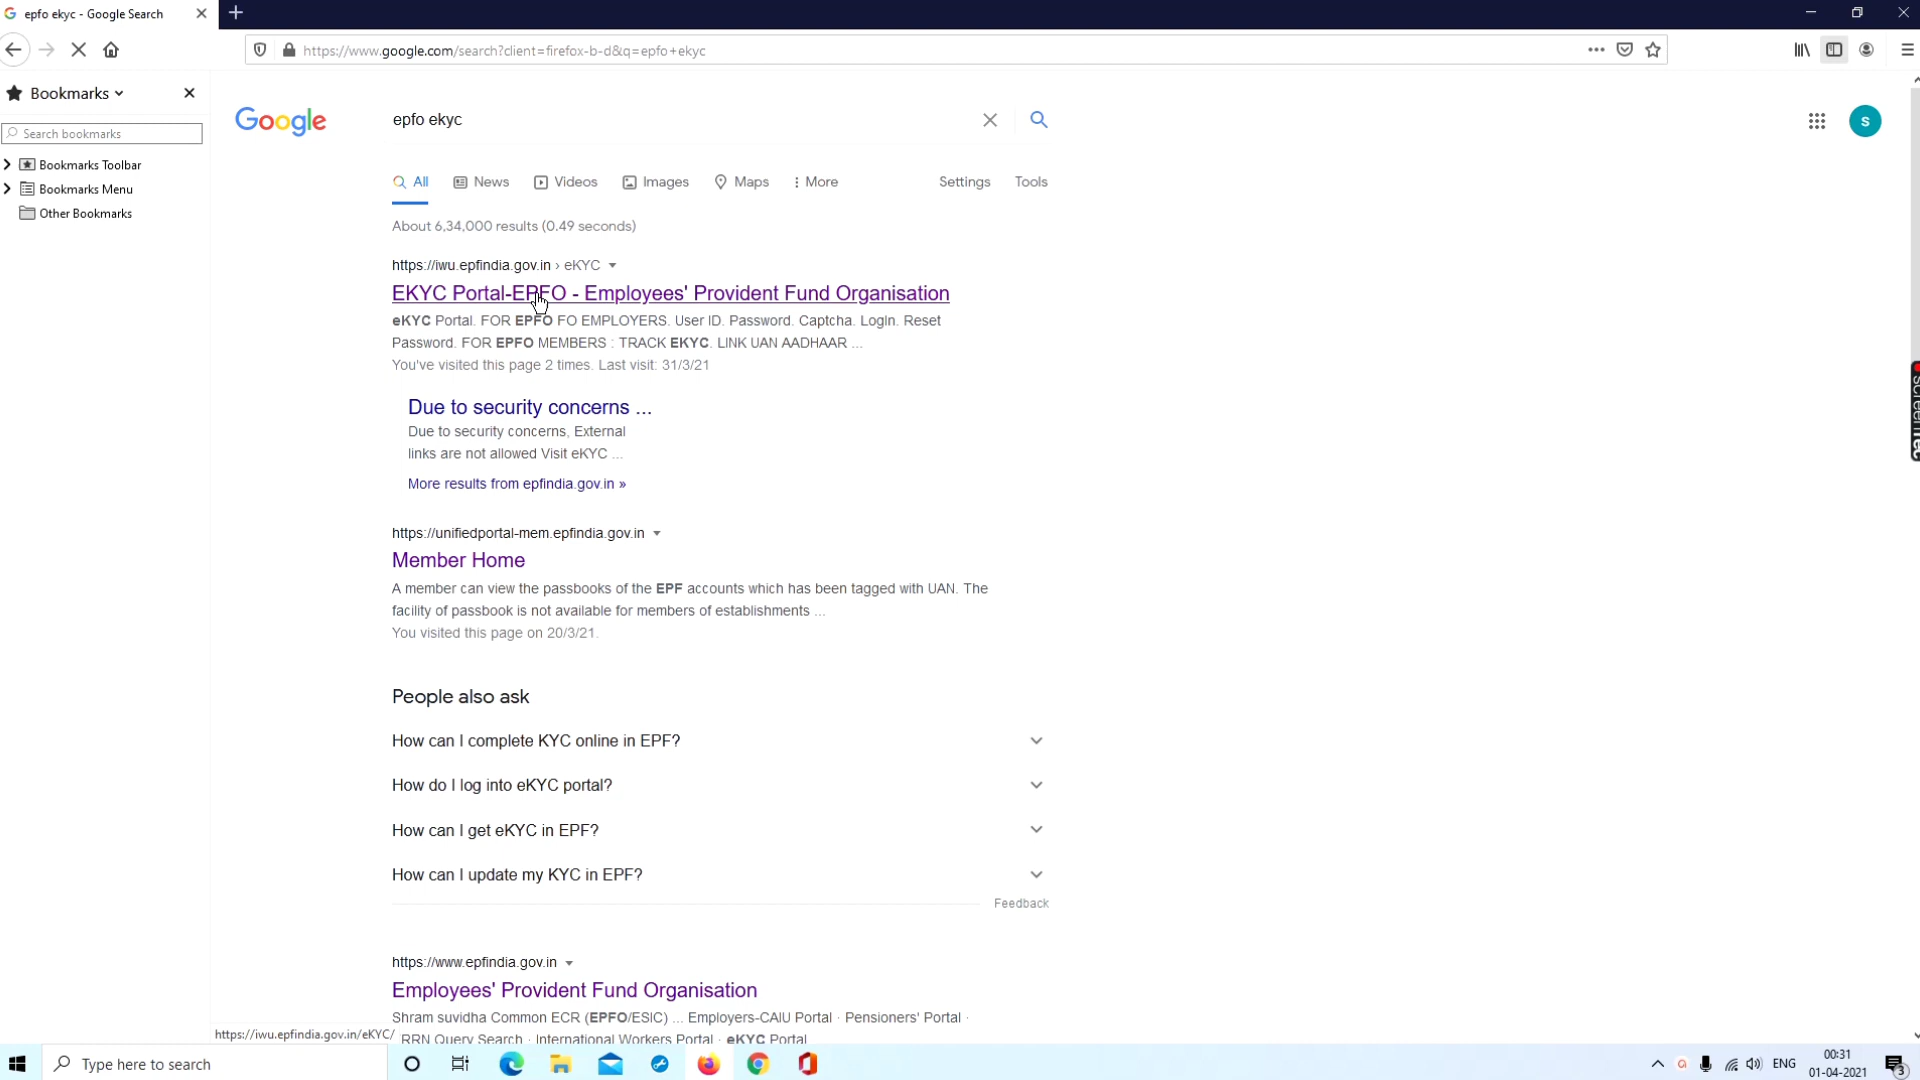 epfo ekyc - Google Search
https://www.google.com/search?client=firefox-b-d&q=epfo+ekyc
Bookmarks
Search bookmarks
Bookmarks Toolbar
Bookmarks Menu
Other Bookmarks
Google
epfo ekyc
S
All News Videos Images Maps More Settings Tools
About 6,34,000 results (0.49 seconds)
https://iwu.epfindia.gov.in › eKYC
EKYC Portal-EPFO - Employees' Provident Fund Organisation
eKYC Portal. FOR EPFO FO EMPLOYERS. User ID. Password. Captcha. Login. Reset
Password. FOR EPFO MEMBERS : TRACK EKYC. LINK UAN AADHAAR ...
You've visited this page 2 times. Last visit: 31/3/21
Due to security concerns ...
Due to security concerns, External
links are not allowed Visit eKYC ...
More results from epfindia.gov.in »
https://unifiedportal-mem.epfindia.gov.in
Member Home
A member can view the passbooks of the EPF accounts which has been tagged with UAN. The
facility of passbook is not available for members of establishments ...
You visited this page on 20/3/21.
People also ask
How can I complete KYC online in EPF?
How do I log into eKYC portal?
How can I get eKYC in EPF?
How can I update my KYC in EPF?
Feedback
https://www.epfindia.gov.in
Employees' Provident Fund Organisation
Shram suvidha Common ECR (EPFO/ESIC) ... Employers-CAIU Portal · Pensioners' Portal ·
RRN Query Search · International Workers Portal · eKYC Portal
https://iwu.epfindia.gov.in/eKYC/
Type here to search
ENG
00:31
01-04-2021
3